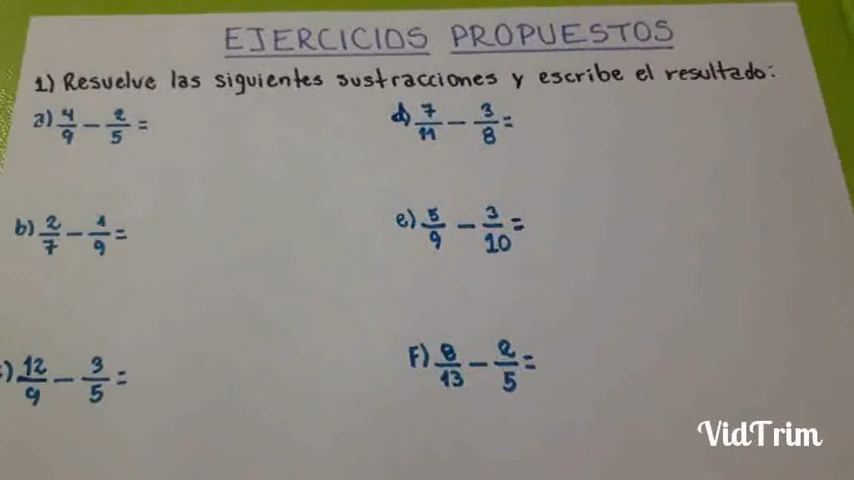 EJERCICIOS PROPUESTOS
1) Resuelve las siguientes sustracciones y escribe el resultado:
a) 4/9 - 2/5 =
d) 7/11 - 3/8 =
b) 2/7 - 1/9 =
e) 5/9 - 3/10 =
) 12/9 - 3/5 =
F) 8/13 - 2/5 =
VidTrim